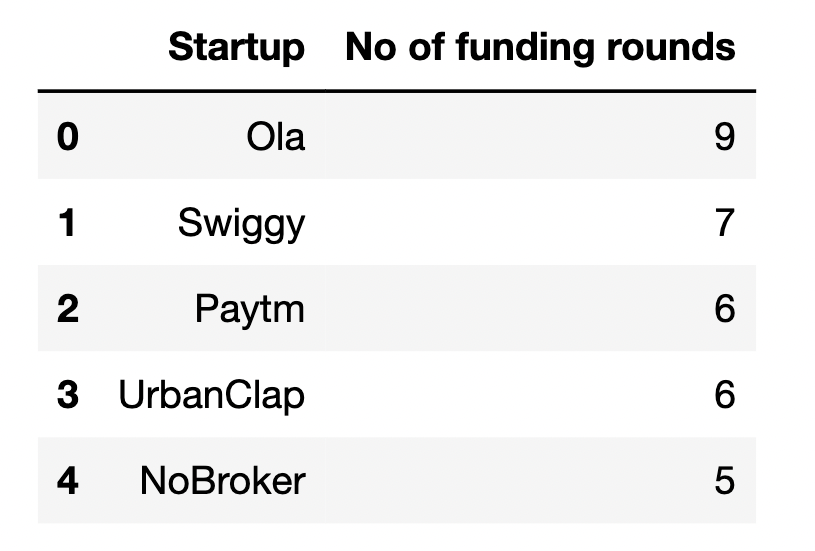 Startup No of funding rounds
0 Ola 9
1 Swiggy 7
2 Paytm 6
3 UrbanClap 6
4 NoBroker 5